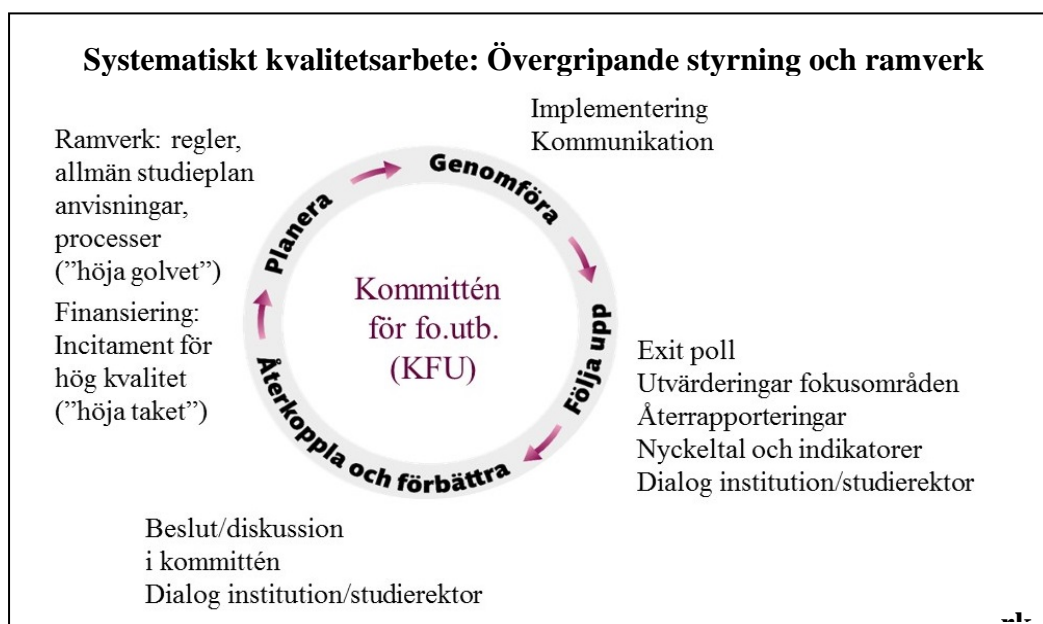 Systematiskt kvalitetsarbete: Övergripande styrning och ramverk
Implementering
Kommunikation
Ramverk: regler,
allmän studieplan
anvisningar,
processer
(”höja golvet”)
Finansiering:
Incitament för
hög kvalitet
(”höja taket”)
Planera
Genomföra
Följa upp
Återkoppla och förbättra
Kommittén
för fo.utb.
(KFU)
Exit poll
Utvärderingar fokusområden
Återrapporteringar
Nyckeltal och indikatorer
Dialog institution/studierektor
Beslut/diskussion
i kommittén
Dialog institution/studierektor